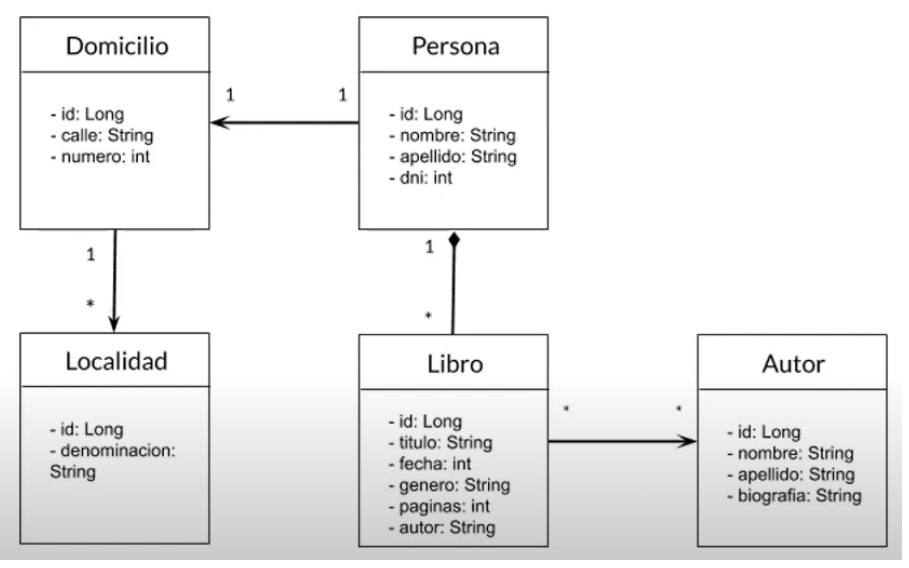 Domicilio
- id: Long
- calle: String
- numero: int
1
1
Persona
- id: Long
- nombre: String
- apellido: String
- dni: int
1
*
1
*
Localidad
- id: Long
- denominacion:
String
Libro
- id: Long
- titulo: String
- fecha: int
- genero: String
- paginas: int
- autor: String
*
*
Autor
- id: Long
- nombre: String
- apellido: String
- biografia: String